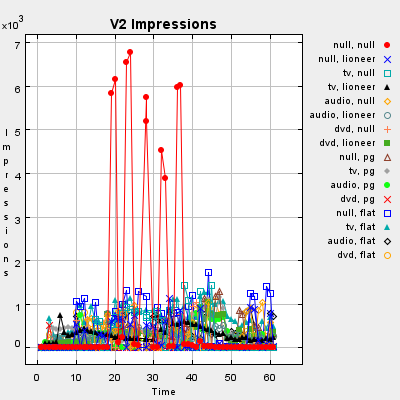 V2 Impressions
x10³
7
6
5
4
3
2
1
0
Impressions
0 10 20 30 40 50 60
Time
null, null
null, lioneer
tv, null
tv, lioneer
audio, null
audio, lioneer
dvd, null
dvd, lioneer
null, pg
tv, pg
audio, pg
dvd, pg
null, flat
tv, flat
audio, flat
dvd, flat